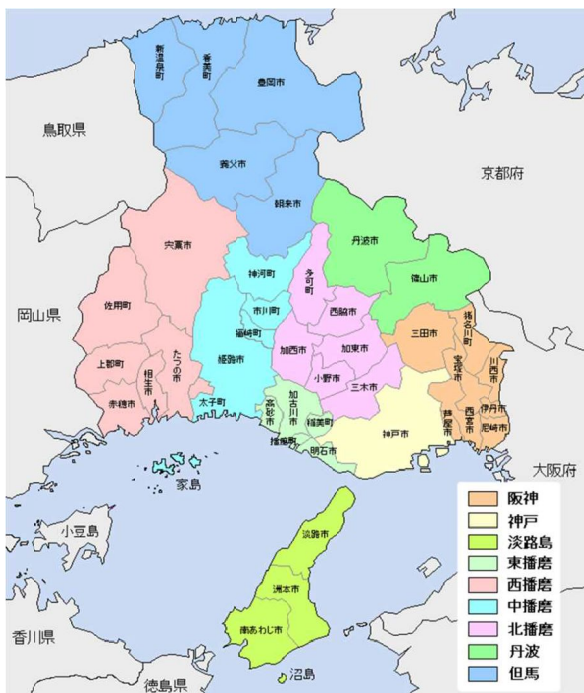 新温泉町
香美町
豊岡市
鳥取県
養父市
京都府
朝来市
宍粟市
丹波市
神河町
多可町
篠山市
佐用町
岡山県
市川町
西脇市
猪名川町
福崎町
三田市
加西市
加東市
姫路市
上郡町
相生市
たつの市
宝塚市
川西市
小野市
三木市
赤穂市
太子町
加古川市
高砂市
稲美町
神戸市
芦屋市
西宮市
伊丹市
尼崎市
播磨町
明石市
大阪府
家島
小豆島
淡路市
洲本市
南あわじ市
香川県
沼島
徳島県
阪神
神戸
淡路島
東播磨
西播磨
中播磨
北播磨
丹波
但馬